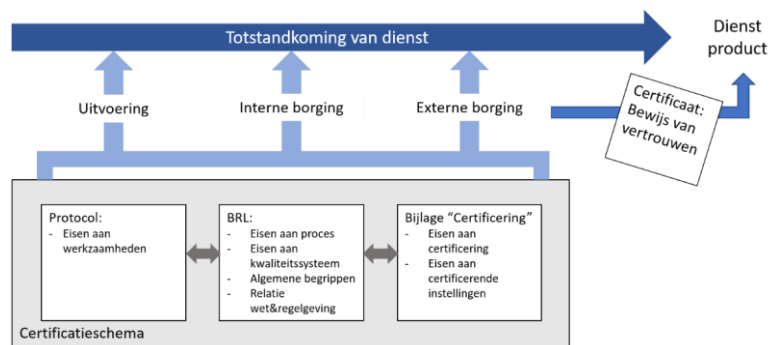 Totstandkoming van dienst
Dienst
product
Uitvoering
Interne borging
Externe borging
Certificaat:
Bewijs van
vertrouwen
Protocol:
- Eisen aan
werkzaamheden
BRL:
- Eisen aan proces
- Eisen aan
kwaliteitssysteem
- Algemene begrippen
- Relatie
wet&regelgeving
Bijlage “Certificering”
- Eisen aan
certificering
- Eisen aan
certificerende
instellingen
Certificatieschema